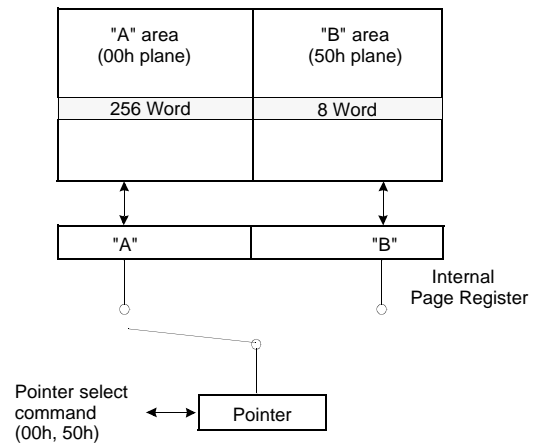 "A" area
(00h plane)
"B" area
(50h plane)
256 Word
8 Word
"A"
"B"
Internal
Page Register
Pointer select
command
(00h, 50h)
Pointer